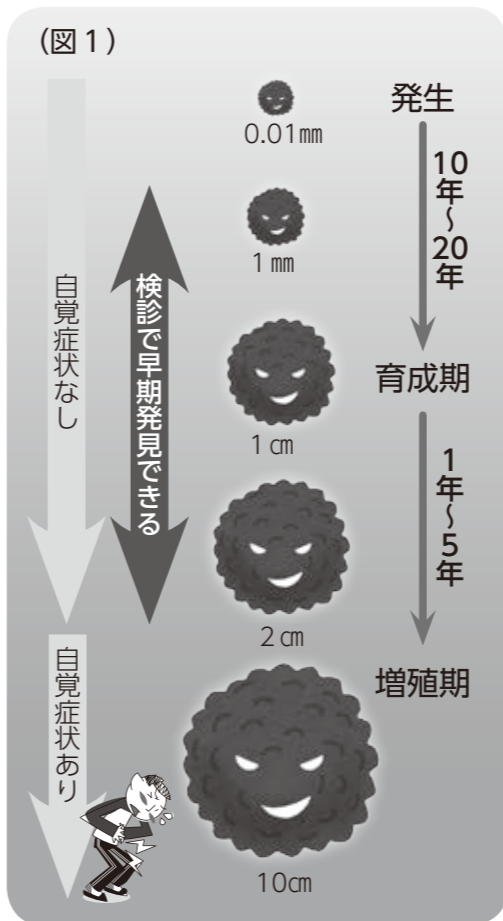 (図1)
発生
0.01㎜
10年～20年
1㎜
自覚症状なし
検診で早期発見できる
育成期
1㎝
1年～5年
2㎝
増殖期
自覚症状あり
10㎝